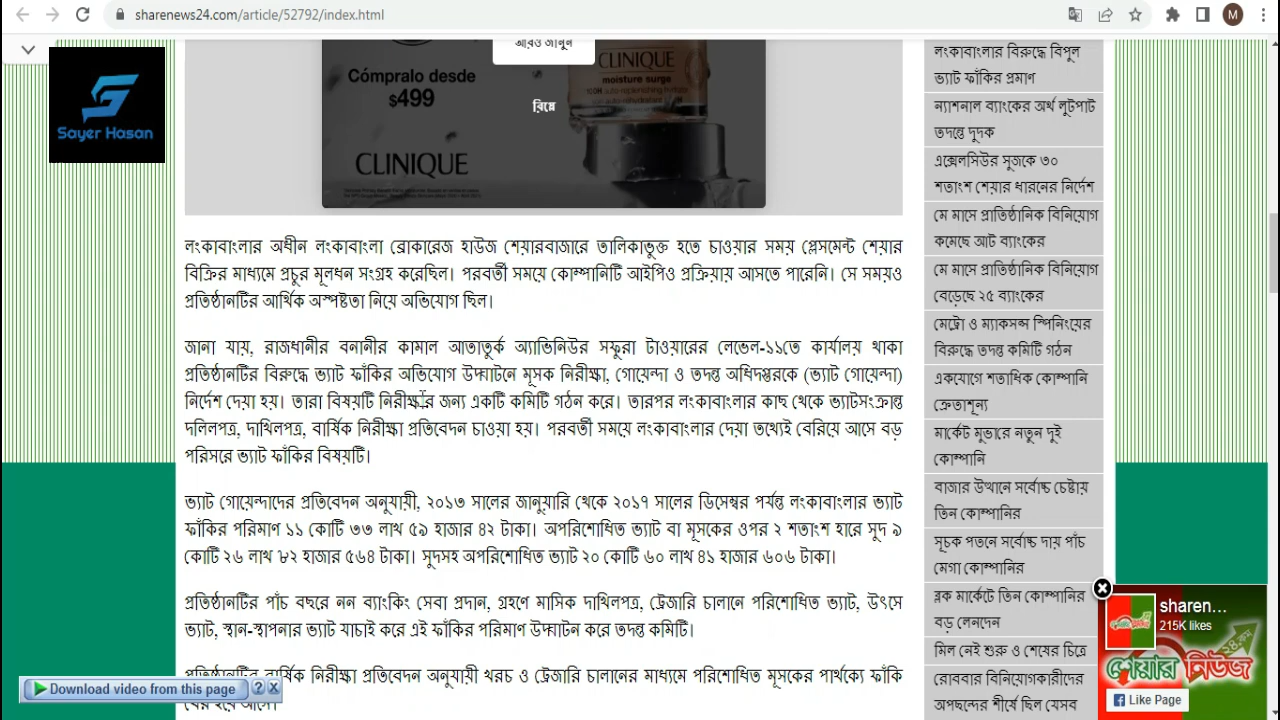 sharenews24.com/article/52792/index.html
M
আরও জানুন
CLINIQUE
moisture surge
Cómpralo desde
$499
CLINIQUE
Sayer Hasan
লংকাবাংলার অধীন লংকাবাংলা ব্রোকারেজ হাউজ শেয়ারবাজারে তালিকাভুক্ত হতে চাওয়ার সময় প্লেসমেন্ট শেয়ার
বিক্রির মাধ্যমে প্রচুর মূলধন সংগ্রহ করেছিল। পরবর্তী সময়ে কোম্পানিটি আইপিও প্রক্রিয়ায় আসতে পারেনি। সে সময়ও
প্রতিষ্ঠানটির আর্থিক অস্পষ্টতা নিয়ে অভিযোগ ছিল।
জানা যায়, রাজধানীর বনানীর কামাল আতাতুর্ক অ্যাভিনিউর সফুরা টাওয়ারের লেভেল-১১তে কার্যালয় থাকা
প্রতিষ্ঠানটির বিরুদ্ধে ভ্যাট ফাঁকির অভিযোগ উদ্ঘাটনে মূসক নিরীক্ষা, গোয়েন্দা ও তদন্ত অধিদপ্তরকে (ভ্যাট গোয়েন্দা)
নির্দেশ দেয়া হয়। তারা বিষয়টি নিরীক্ষার জন্য একটি কমিটি গঠন করে। তারপর লংকাবাংলার কাছ থেকে ভ্যাটসংক্রান্ত
দলিলপত্র, দাখিলপত্র, বার্ষিক নিরীক্ষা প্রতিবেদন চাওয়া হয়। পরবর্তী সময়ে লংকাবাংলার দেয়া তথ্যেই বেরিয়ে আসে বড়
পরিসরে ভ্যাট ফাঁকির বিষয়টি।
ভ্যাট গোয়েন্দাদের প্রতিবেদন অনুযায়ী, ২০১৩ সালের জানুয়ারি থেকে ২০১৭ সালের ডিসেম্বর পর্যন্ত লংকাবাংলার ভ্যাট
ফাঁকির পরিমাণ ১১ কোটি ৩৩ লাখ ৫৯ হাজার ৪২ টাকা। অপরিশোধিত ভ্যাট বা মূসকের ওপর ২ শতাংশ হারে সুদ ৯
কোটি ২৬ লাখ ৮২ হাজার ৫৬৪ টাকা। সুদসহ অপরিশোধিত ভ্যাট ২০ কোটি ৬০ লাখ ৪১ হাজার ৬০৬ টাকা।
প্রতিষ্ঠানটির পাঁচ বছরে নন ব্যাংকিং সেবা প্রদান, গ্রহণে মাসিক দাখিলপত্র, ট্রেজারি চালানে পরিশোধিত ভ্যাট, উৎসে
ভ্যাট, স্থান-স্থাপনার ভ্যাট যাচাই করে এই ফাঁকির পরিমাণ উদ্ঘাটন করে তদন্ত কমিটি।
প্রতিষ্ঠানটির বার্ষিক নিরীক্ষা প্রতিবেদন অনুযায়ী খরচ ও ট্রেজারি চালানের মাধ্যমে পরিশোধিত মূসকের পার্থক্যে ফাঁকি
বের হয়ে আসে।
Download video from this page ? X
লংকাবাংলার বিরুদ্ধে বিপুল
ভ্যাট ফাঁকির প্রমাণ
ন্যাশনাল ব্যাংকের অর্থ লুটপাট
তদন্তে দুদক
এক্সেলসিউর সুজকে ৩০
শতাংশ শেয়ার ধারনের নির্দেশ
মে মাসে প্রাতিষ্ঠানিক বিনিয়োগ
কমেছে আট ব্যাংকের
মে মাসে প্রাতিষ্ঠানিক বিনিয়োগ
বেড়েছে ২৫ ব্যাংকের
মেট্রো ও ম্যাকসন্স স্পিনিংয়ের
বিরুদ্ধে তদন্ত কমিটি গঠন
একযোগে শতাধিক কোম্পানি
ক্রেতাশূন্য
মার্কেট মুভারে নতুন দুই
কোম্পানি
বাজার উত্থানে সর্বোচ্চ চেষ্টায়
তিন কোম্পানির
সূচক পতনে সর্বোচ্চ দায় পাঁচ
মেগা কোম্পানির
ব্লক মার্কেটে তিন কোম্পানির
বড় লেনদেন
মিল নেই শুরু ও শেষের চিত্রে
রোববার বিনিয়োগকারীদের
অপছন্দের শীর্ষে ছিল যেসব
sharen...
215K likes
শেয়ার নিউজ ২৪.কম
Like Page